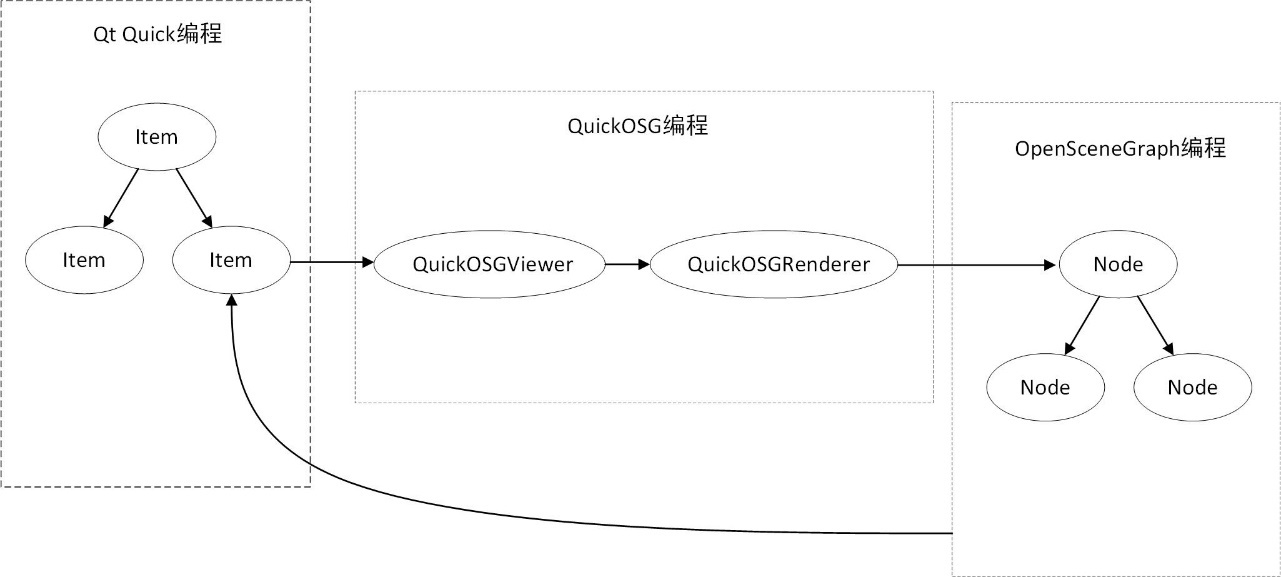 Qt Quick编程
Item
Item
Item
QuickOSG编程
QuickOSGViewer
QuickOSGRenderer
OpenSceneGraph编程
Node
Node
Node